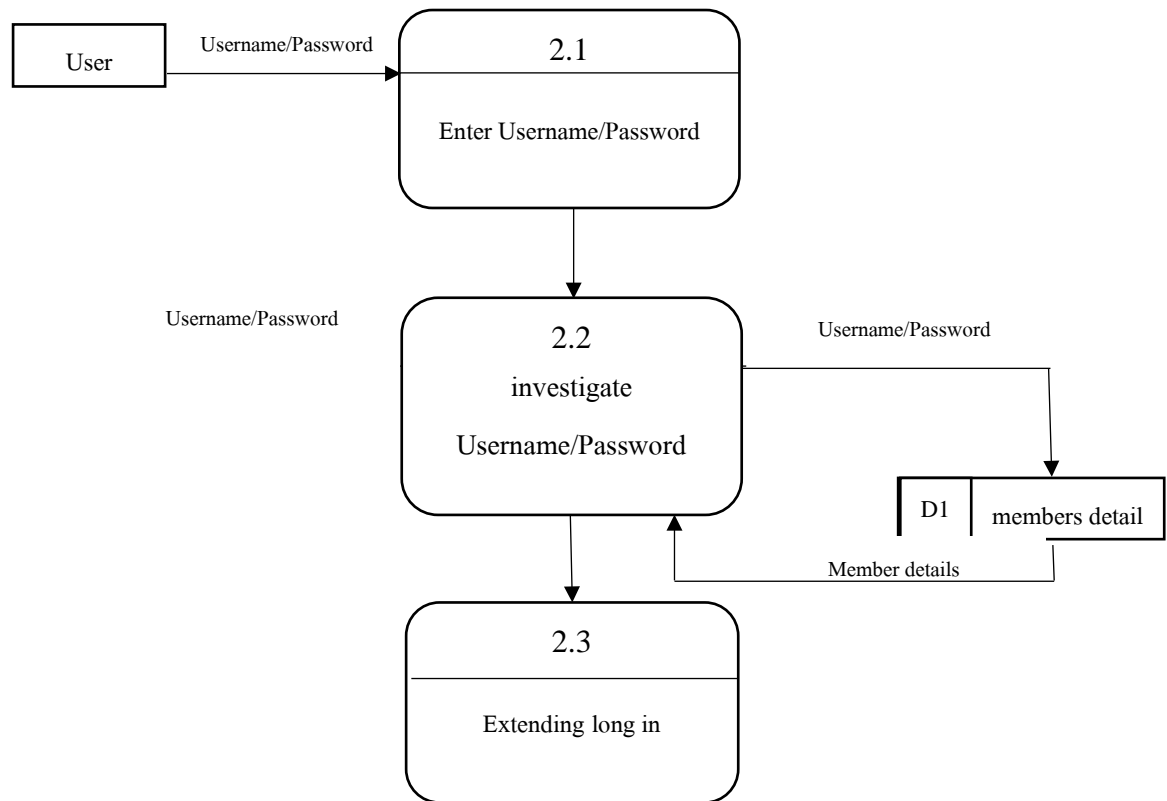 User
Username/Password
2.1
Enter Username/Password
Username/Password
2.2
investigate
Username/Password
Username/Password
D1
members detail
Member details
2.3
Extending long in